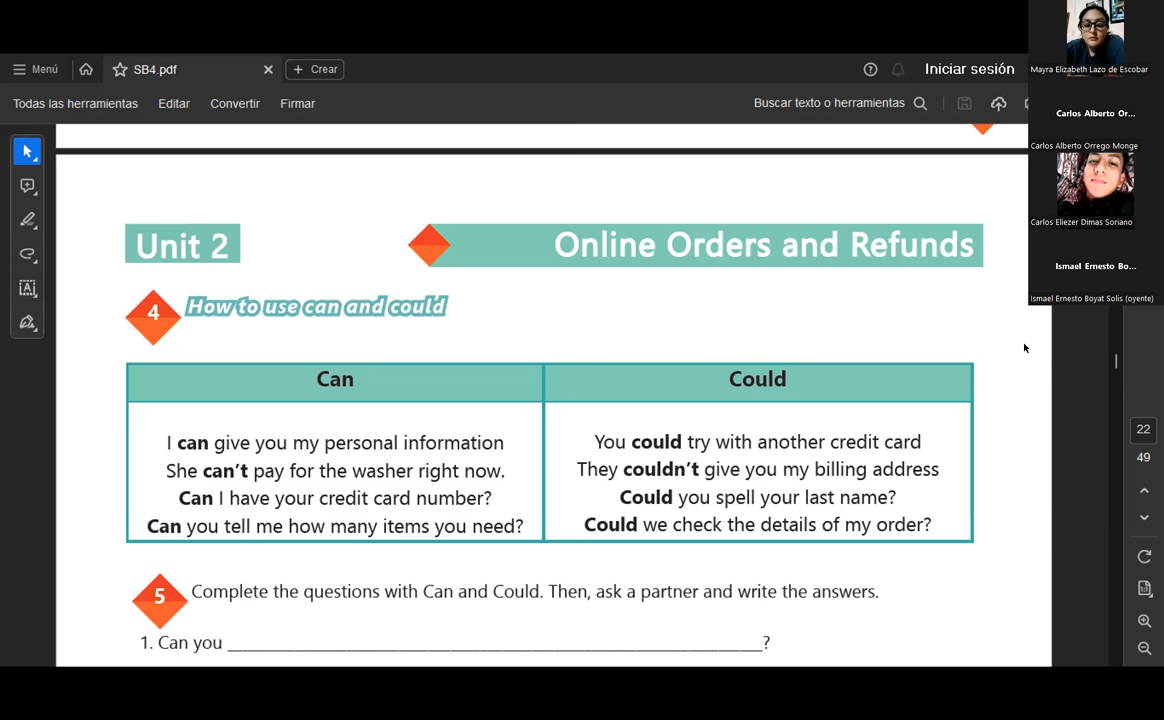 Menú
SB4.pdf
Crear
Iniciar sesión
Todas las herramientas
Editar
Convertir
Firmar
Buscar texto o herramientas
Unit 2
Online Orders and Refunds
4
How to use can and could
Can
Could
I can give you my personal information
She can't pay for the washer right now.
Can I have your credit card number?
Can you tell me how many items you need?
You could try with another credit card
They couldn't give you my billing address
Could you spell your last name?
Could we check the details of my order?
5
Complete the questions with Can and Could. Then, ask a partner and write the answers.
1. Can you ______________________________________________________?
22
49
Mayra Elizabeth Lazo de Escobar
Carlos Alberto Or...
Carlos Alberto Orrego Monge
Carlos Eliezer Dimas Soriano
Ismael Ernesto Bo...
Ismael Ernesto Boyat Solis (oyente)